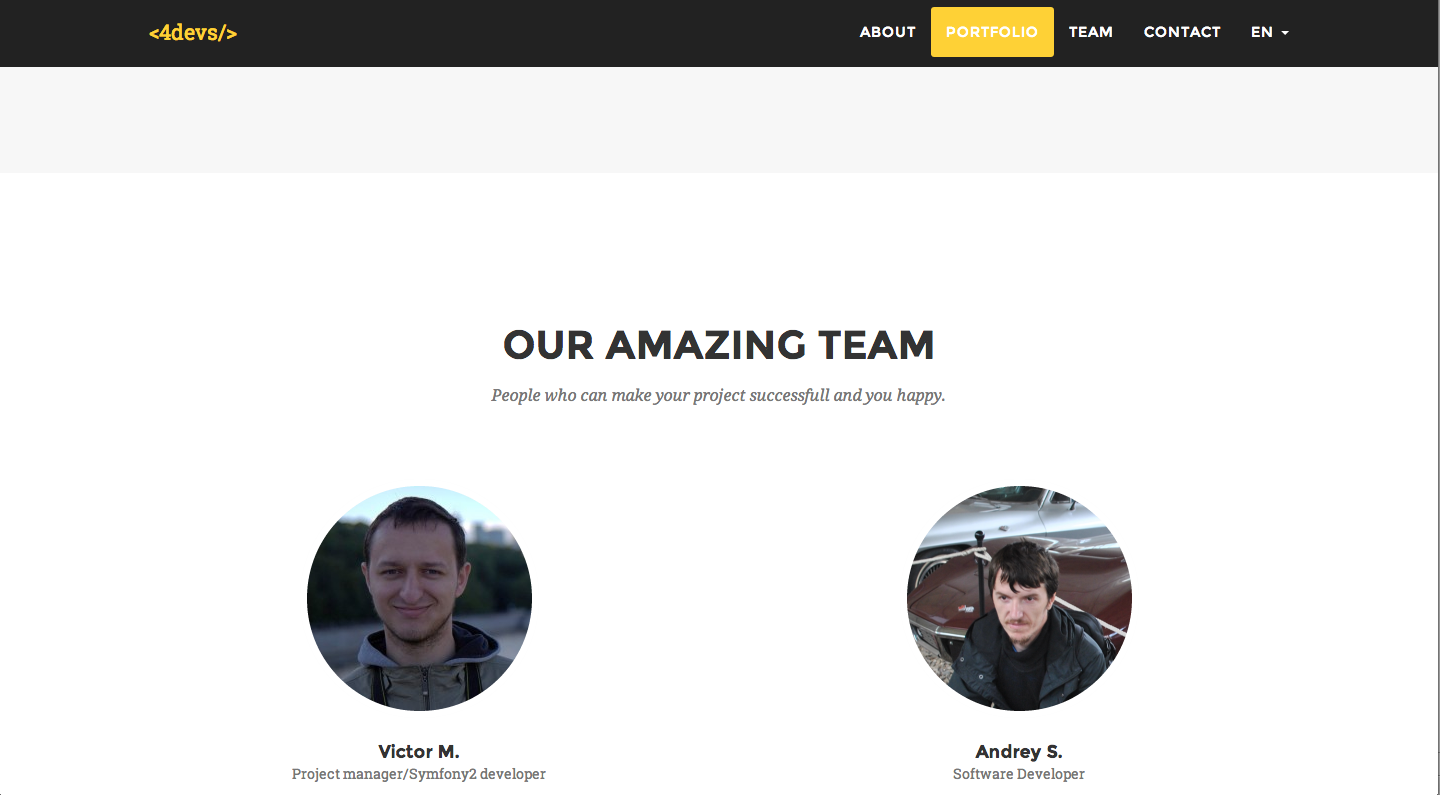 <4devs/>
ABOUT PORTFOLIO TEAM CONTACT EN
OUR AMAZING TEAM
People who can make your project successfull and you happy.
Victor M.
Project manager/Symfony2 developer
Andrey S.
Software Developer